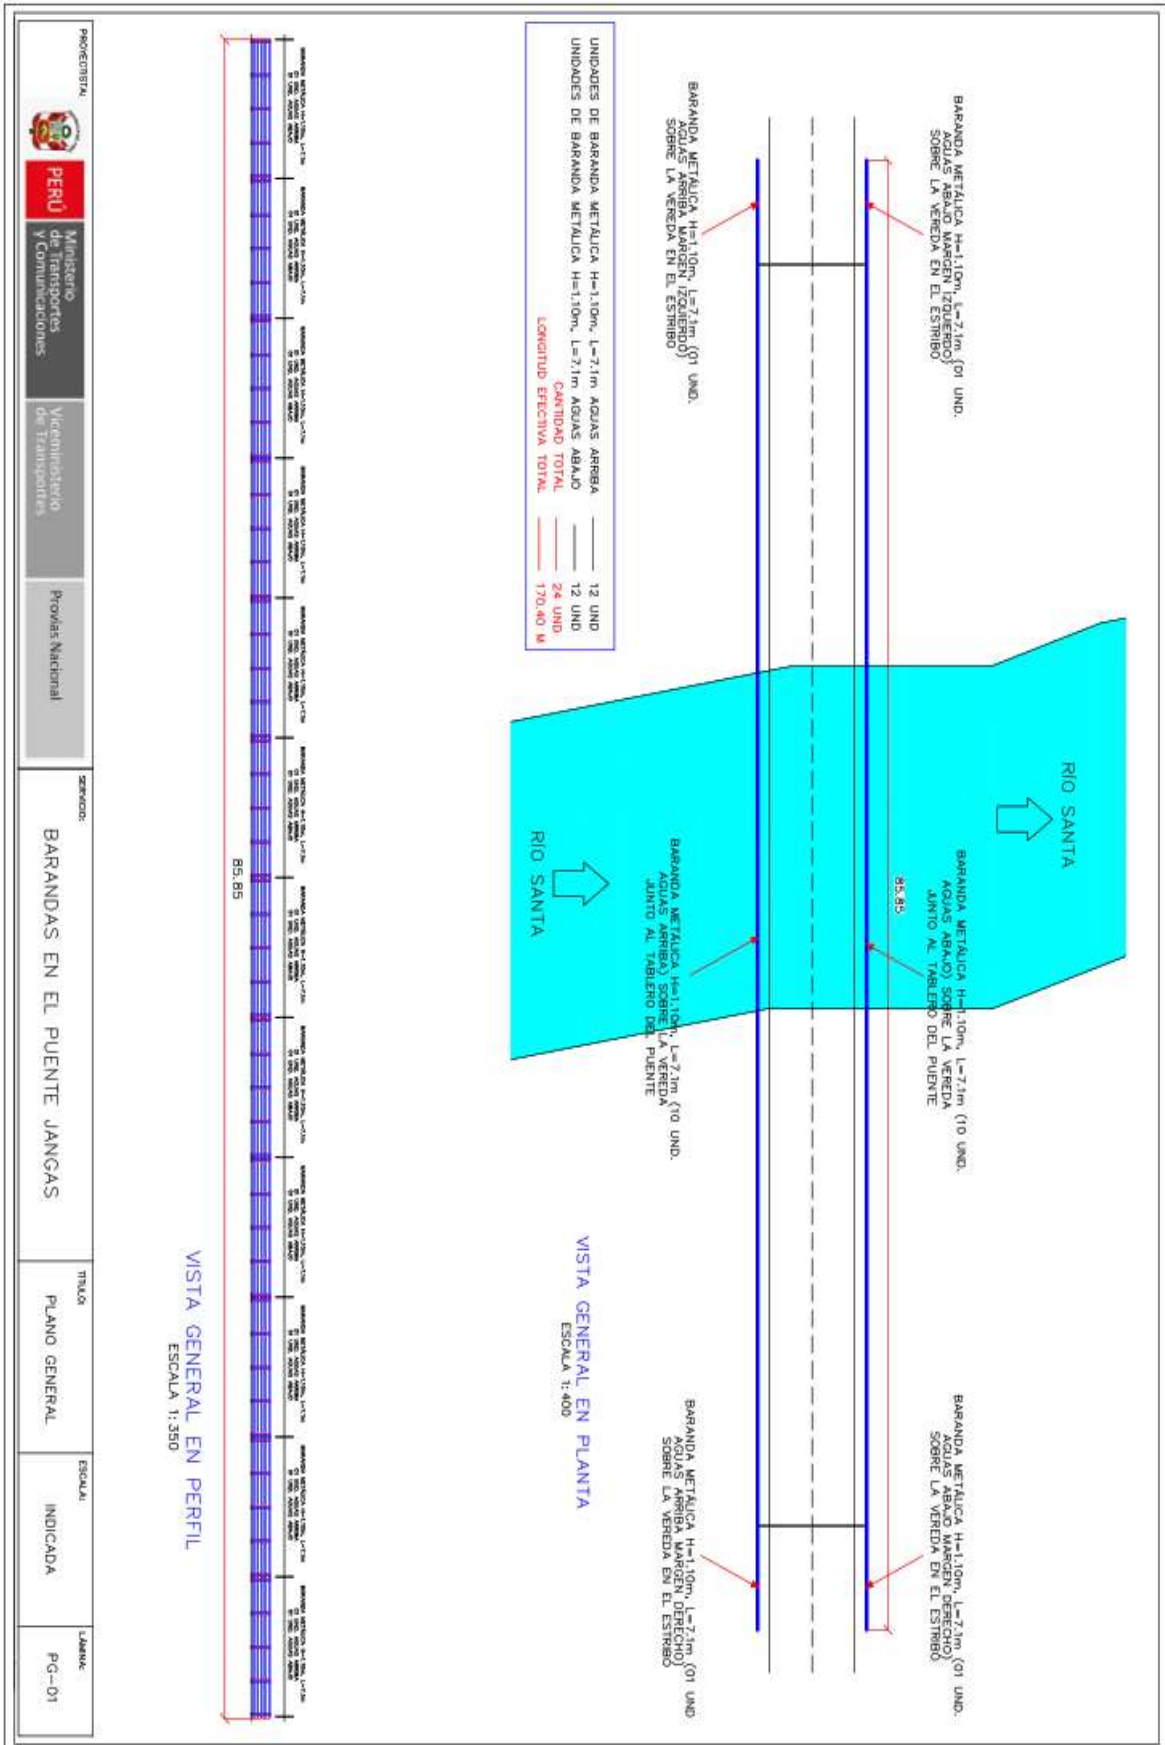 BARANDA METÁLICA H=1.10m, L=7.1m (01 UND.
AGUAS ABAJO MARGEN IZQUIERDO)
SOBRE LA VEREDA EN EL ESTRIBO
RÍO SANTA
BARANDA METÁLICA H=1.10m, L=7.1m (10 UND.
AGUAS ABAJO) SOBRE LA VEREDA
JUNTO AL TABLERO DEL PUENTE
BARANDA METÁLICA H=1.10m, L=7.1m (01 UND.
AGUAS ABAJO MARGEN DERECHO)
SOBRE LA VEREDA EN EL ESTRIBO
85.85
BARANDA METÁLICA H=1.10m, L=7.1m (01 UND.
AGUAS ARRIBA MARGEN IZQUIERDO)
SOBRE LA VEREDA EN EL ESTRIBO
BARANDA METÁLICA H=1.10m, L=7.1m (10 UND.
AGUAS ARRIBA) SOBRE LA VEREDA
JUNTO AL TABLERO DEL PUENTE
BARANDA METÁLICA H=1.10m, L=7.1m (01 UND
AGUAS ARRIBA MARGEN DERECHO)
SOBRE LA VEREDA EN EL ESTRIBO
RÍO SANTA
UNIDADES DE BARANDA METÁLICA H=1.10m, L=7.1m AGUAS ARRIBA 12 UND
UNIDADES DE BARANDA METÁLICA H=1.10m, L=7.1m AGUAS ABAJO 12 UND
CANTIDAD TOTAL 24 UND
LONGITUD EFECTIVA TOTAL 170.40 M
VISTA GENERAL EN PLANTA
ESCALA 1:400
85.85
VISTA GENERAL EN PERFIL
ESCALA 1:350
PROYECTISTA:
PERÚ
Ministerio
de Transportes
y Comunicaciones
Viceministerio
de Transportes
Provías Nacional
SERVICIO:
BARANDAS EN EL PUENTE JANGAS
TÍTULO:
PLANO GENERAL
ESCALA:
INDICADA
LÁMINA:
PG-01